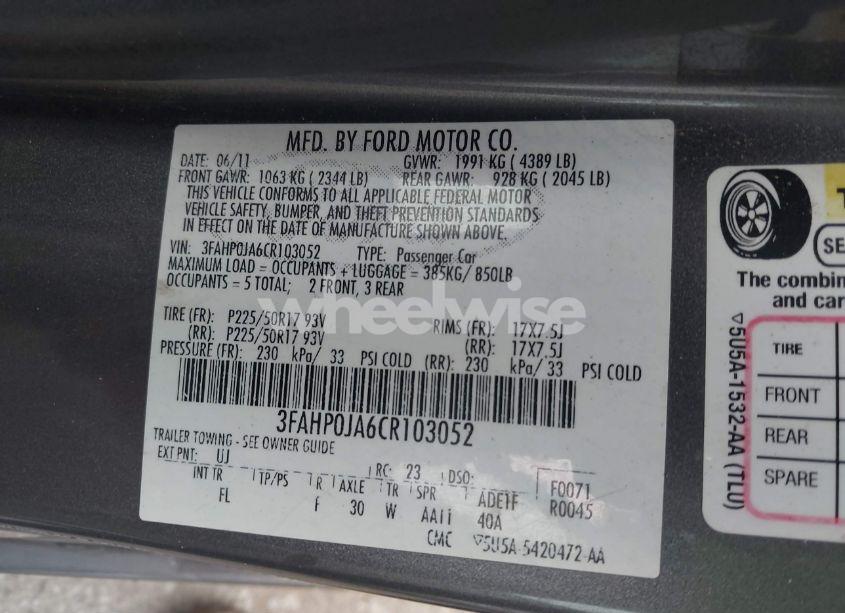 MFD. BY FORD MOTOR CO.
DATE: 06/11 GVWR: 1991 KG ( 4389 LB)
FRONT GAWR: 1063 KG ( 2344 LB) REAR GAWR: 928 KG ( 2045 LB)
THIS VEHICLE CONFORMS TO ALL APPLICABLE FEDERAL MOTOR
VEHICLE SAFETY, BUMPER, AND THEFT PREVENTION STANDARDS
IN EFFECT ON THE DATE OF MANUFACTURE SHOWN ABOVE.
VIN: 3FAHP0JA6CR103052 TYPE: Passenger Car
MAXIMUM LOAD = OCCUPANTS + LUGGAGE = 385KG/ 850LB
OCCUPANTS = 5 TOTAL; 2 FRONT, 3 REAR
wheelwise
TIRE (FR): P225/50R17 93V RIMS (FR): 17X7.5J
(RR): P225/50R17 93V (RR): 17X7.5J
PRESSURE (FR): 230 kPa/ 33 PSI COLD (RR): 230 kPa/ 33 PSI COLD
3FAHP0JA6CR103052
TRAILER TOWING - SEE OWNER GUIDE
EXT PNT: UJ RC: 23 DSO: F0071
INT TR TP/PS R AXLE TR SPR ADE1F R0045
FL F 30 W AA11 40A
CMC ▽5U5A-5420472-AA
T
SE
The combin
and car
TIRE
FRONT
REAR
SPARE
▽5U5A-1532-AA (TLU)